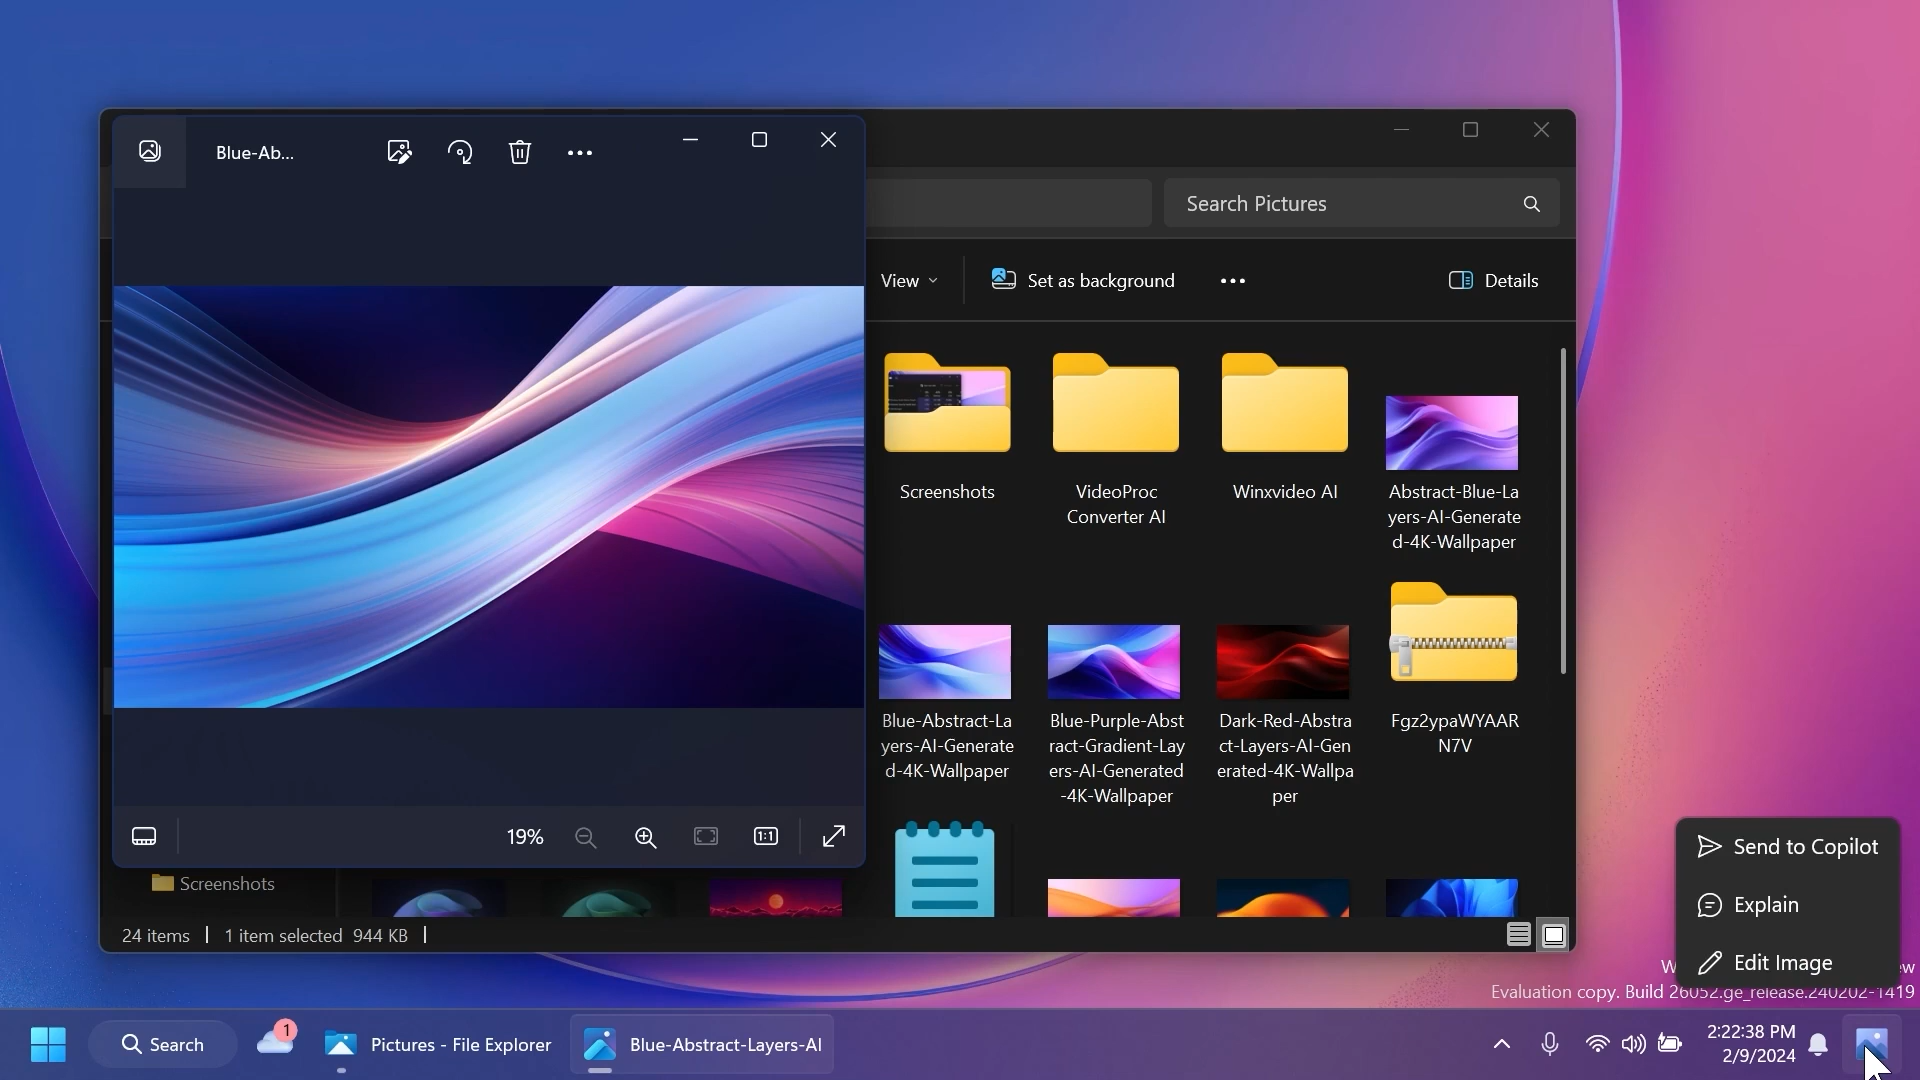 Blue-Ab...
Search Pictures
View
Set as background
Details
Screenshots
VideoProc
Converter AI
Winxvideo AI
Abstract-Blue-La
yers-AI-Generate
d-4K-Wallpaper
Blue-Abstract-La
yers-AI-Generate
d-4K-Wallpaper
Blue-Purple-Abst
ract-Gradient-Lay
ers-AI-Generated
-4K-Wallpaper
Dark-Red-Abstra
ct-Layers-AI-Gen
erated-4K-Wallpa
per
Fgz2ypaWYAAR
N7V
19%
1:1
Screenshots
24 items
1 item selected 944 KB
Send to Copilot
Explain
Edit Image
Evaluation copy. Build 26052.ge_release.240202-1419
Search
1
Pictures - File Explorer
Blue-Abstract-Layers-AI
2:22:38 PM
2/9/2024